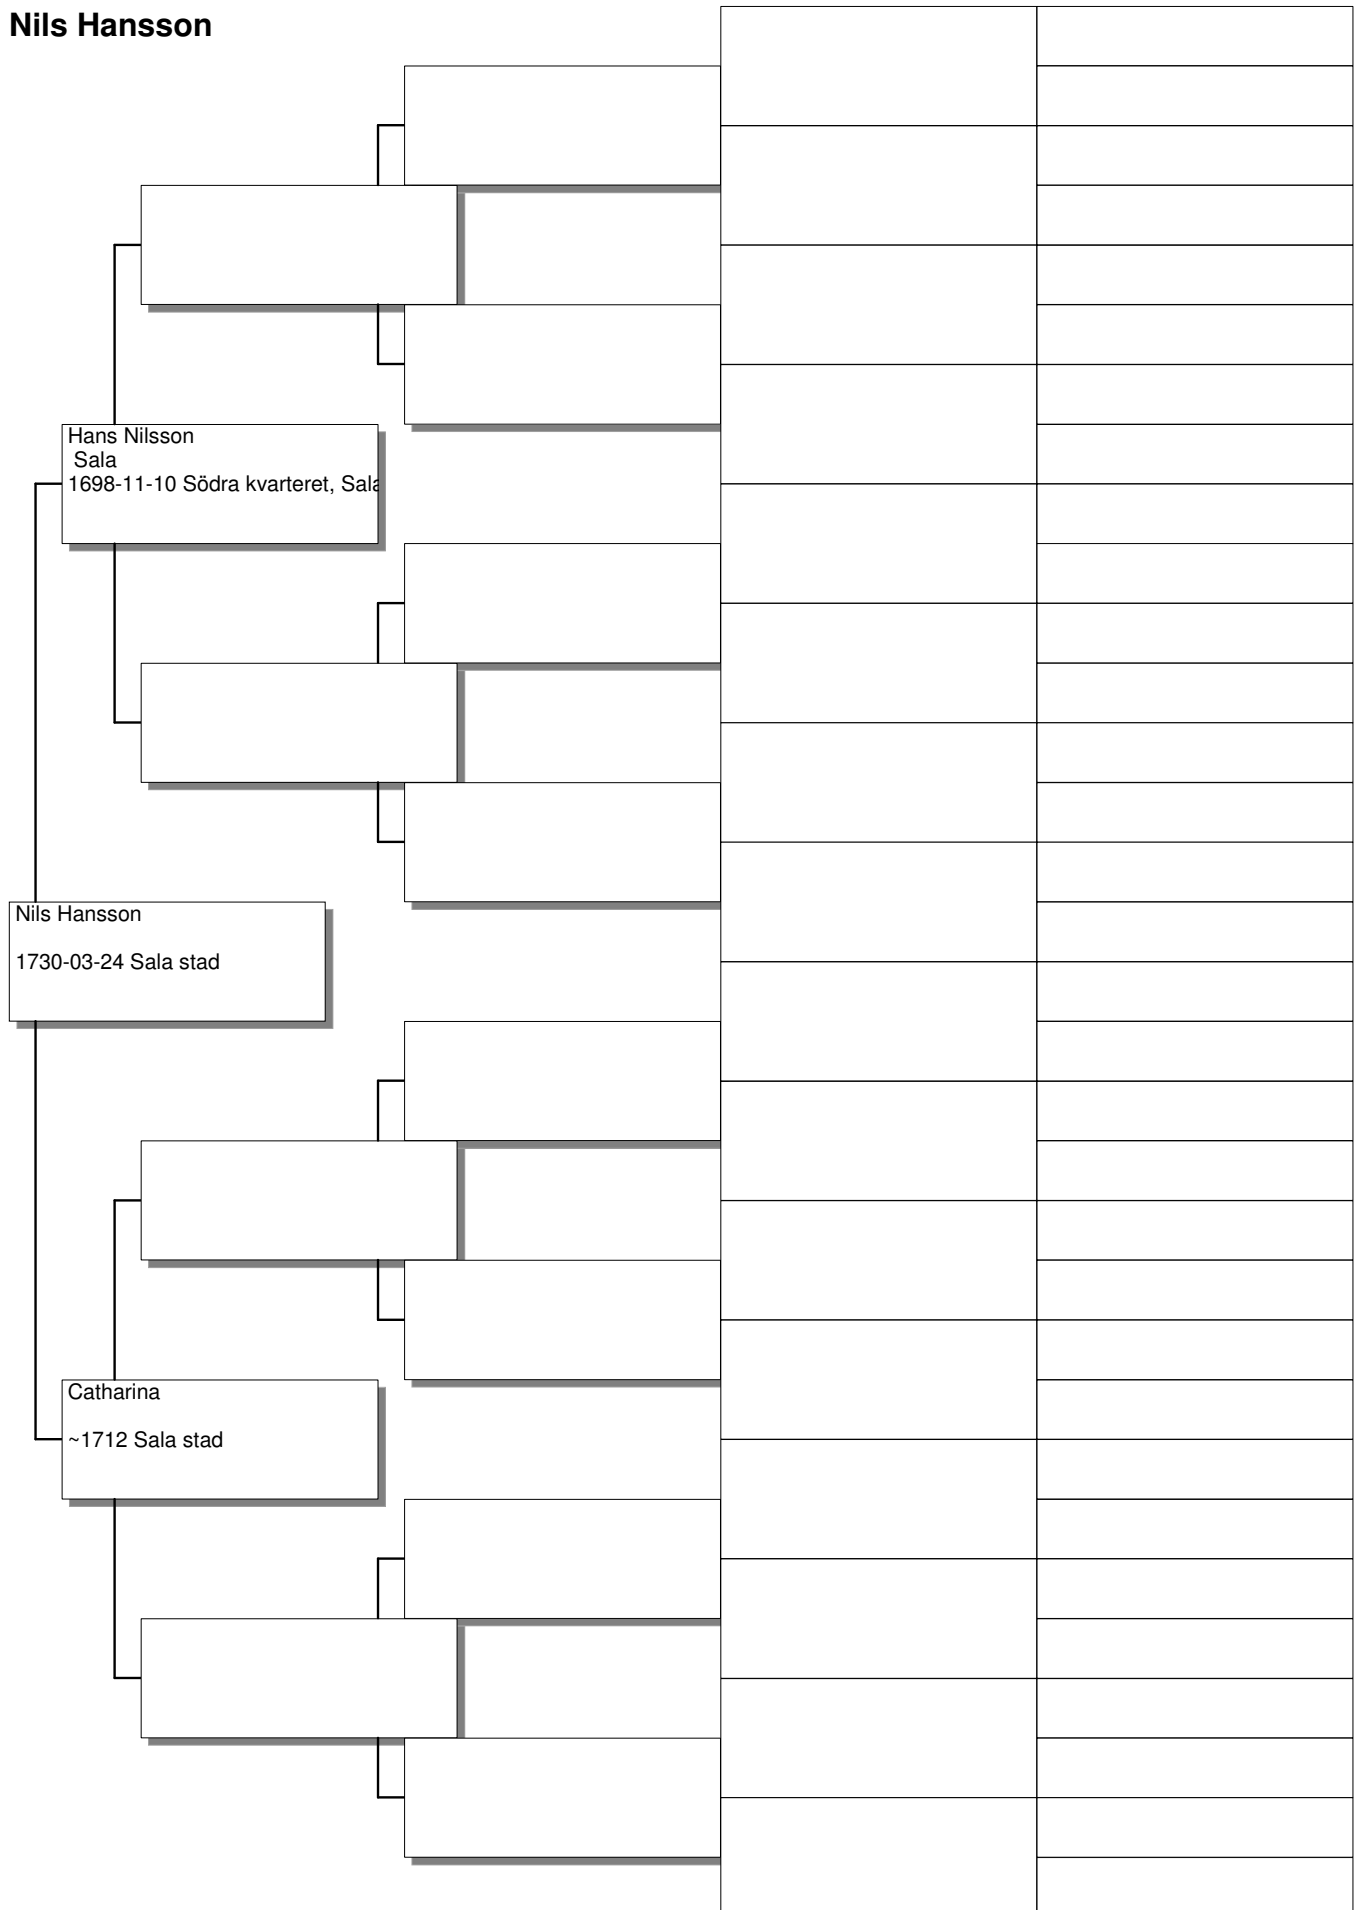 Nils Hansson
Hans Nilsson
Sala
1698-11-10 Södra kvarteret, Sala
Nils Hansson
1730-03-24 Sala stad
Catharina
~1712 Sala stad